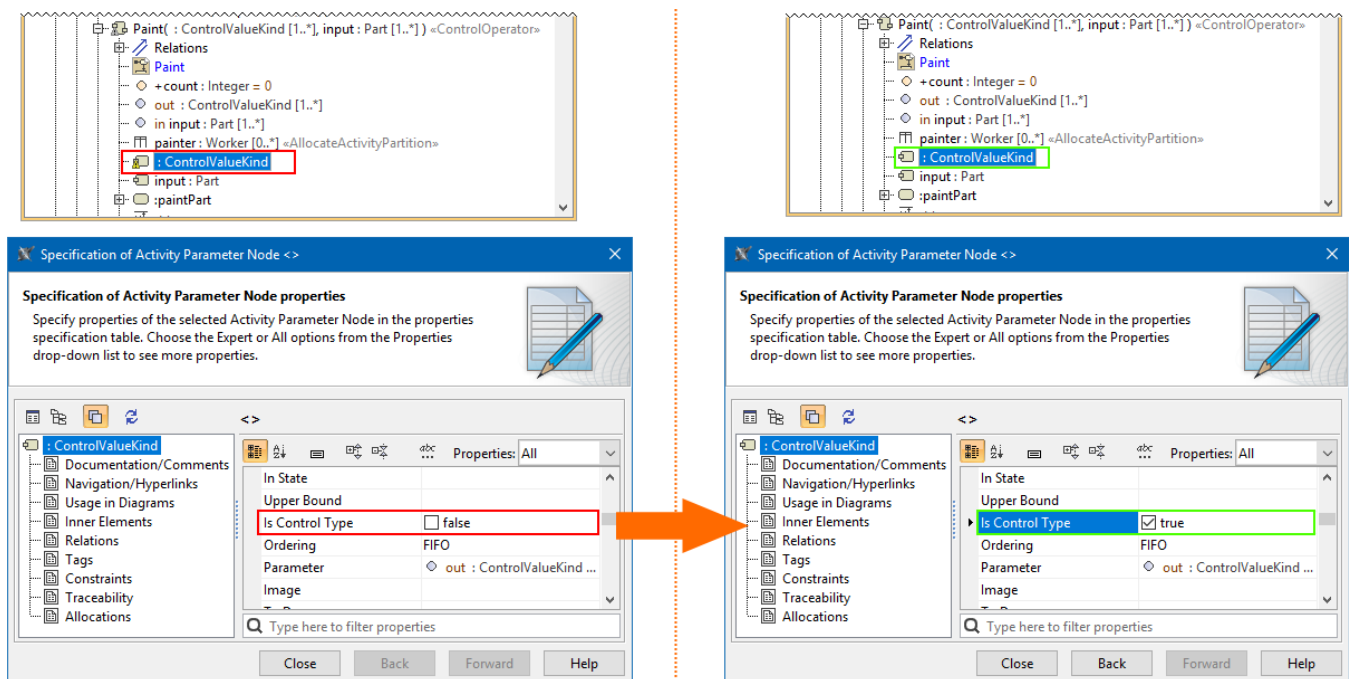 Paint( : ControlValueKind [1..*], input : Part [1..*] ) «ControlOperator»
Relations
Paint
+count : Integer = 0
out : ControlValueKind [1..*]
in input : Part [1..*]
painter : Worker [0..*] «AllocateActivityPartition»
: ControlValueKind
input : Part
:paintPart
Specification of Activity Parameter Node <>
Specification of Activity Parameter Node properties
Specify properties of the selected Activity Parameter Node in the properties
specification table. Choose the Expert or All options from the Properties
drop-down list to see more properties.
<>
: ControlValueKind
Documentation/Comments
Navigation/Hyperlinks
Usage in Diagrams
Inner Elements
Relations
Tags
Constraints
Traceability
Allocations
Properties: All
In State
Upper Bound
Is Control Type false
Ordering FIFO
Parameter out : ControlValueKind ...
Image
Type here to filter properties
Close Back Forward Help
Paint( : ControlValueKind [1..*], input : Part [1..*] ) «ControlOperator»
Relations
Paint
+count : Integer = 0
out : ControlValueKind [1..*]
in input : Part [1..*]
painter : Worker [0..*] «AllocateActivityPartition»
: ControlValueKind
input : Part
:paintPart
Specification of Activity Parameter Node <>
Specification of Activity Parameter Node properties
Specify properties of the selected Activity Parameter Node in the properties
specification table. Choose the Expert or All options from the Properties
drop-down list to see more properties.
<>
: ControlValueKind
Documentation/Comments
Navigation/Hyperlinks
Usage in Diagrams
Inner Elements
Relations
Tags
Constraints
Traceability
Allocations
Properties: All
In State
Upper Bound
Is Control Type true
Ordering FIFO
Parameter out : ControlValueKind ...
Image
Type here to filter properties
Close Back Forward Help